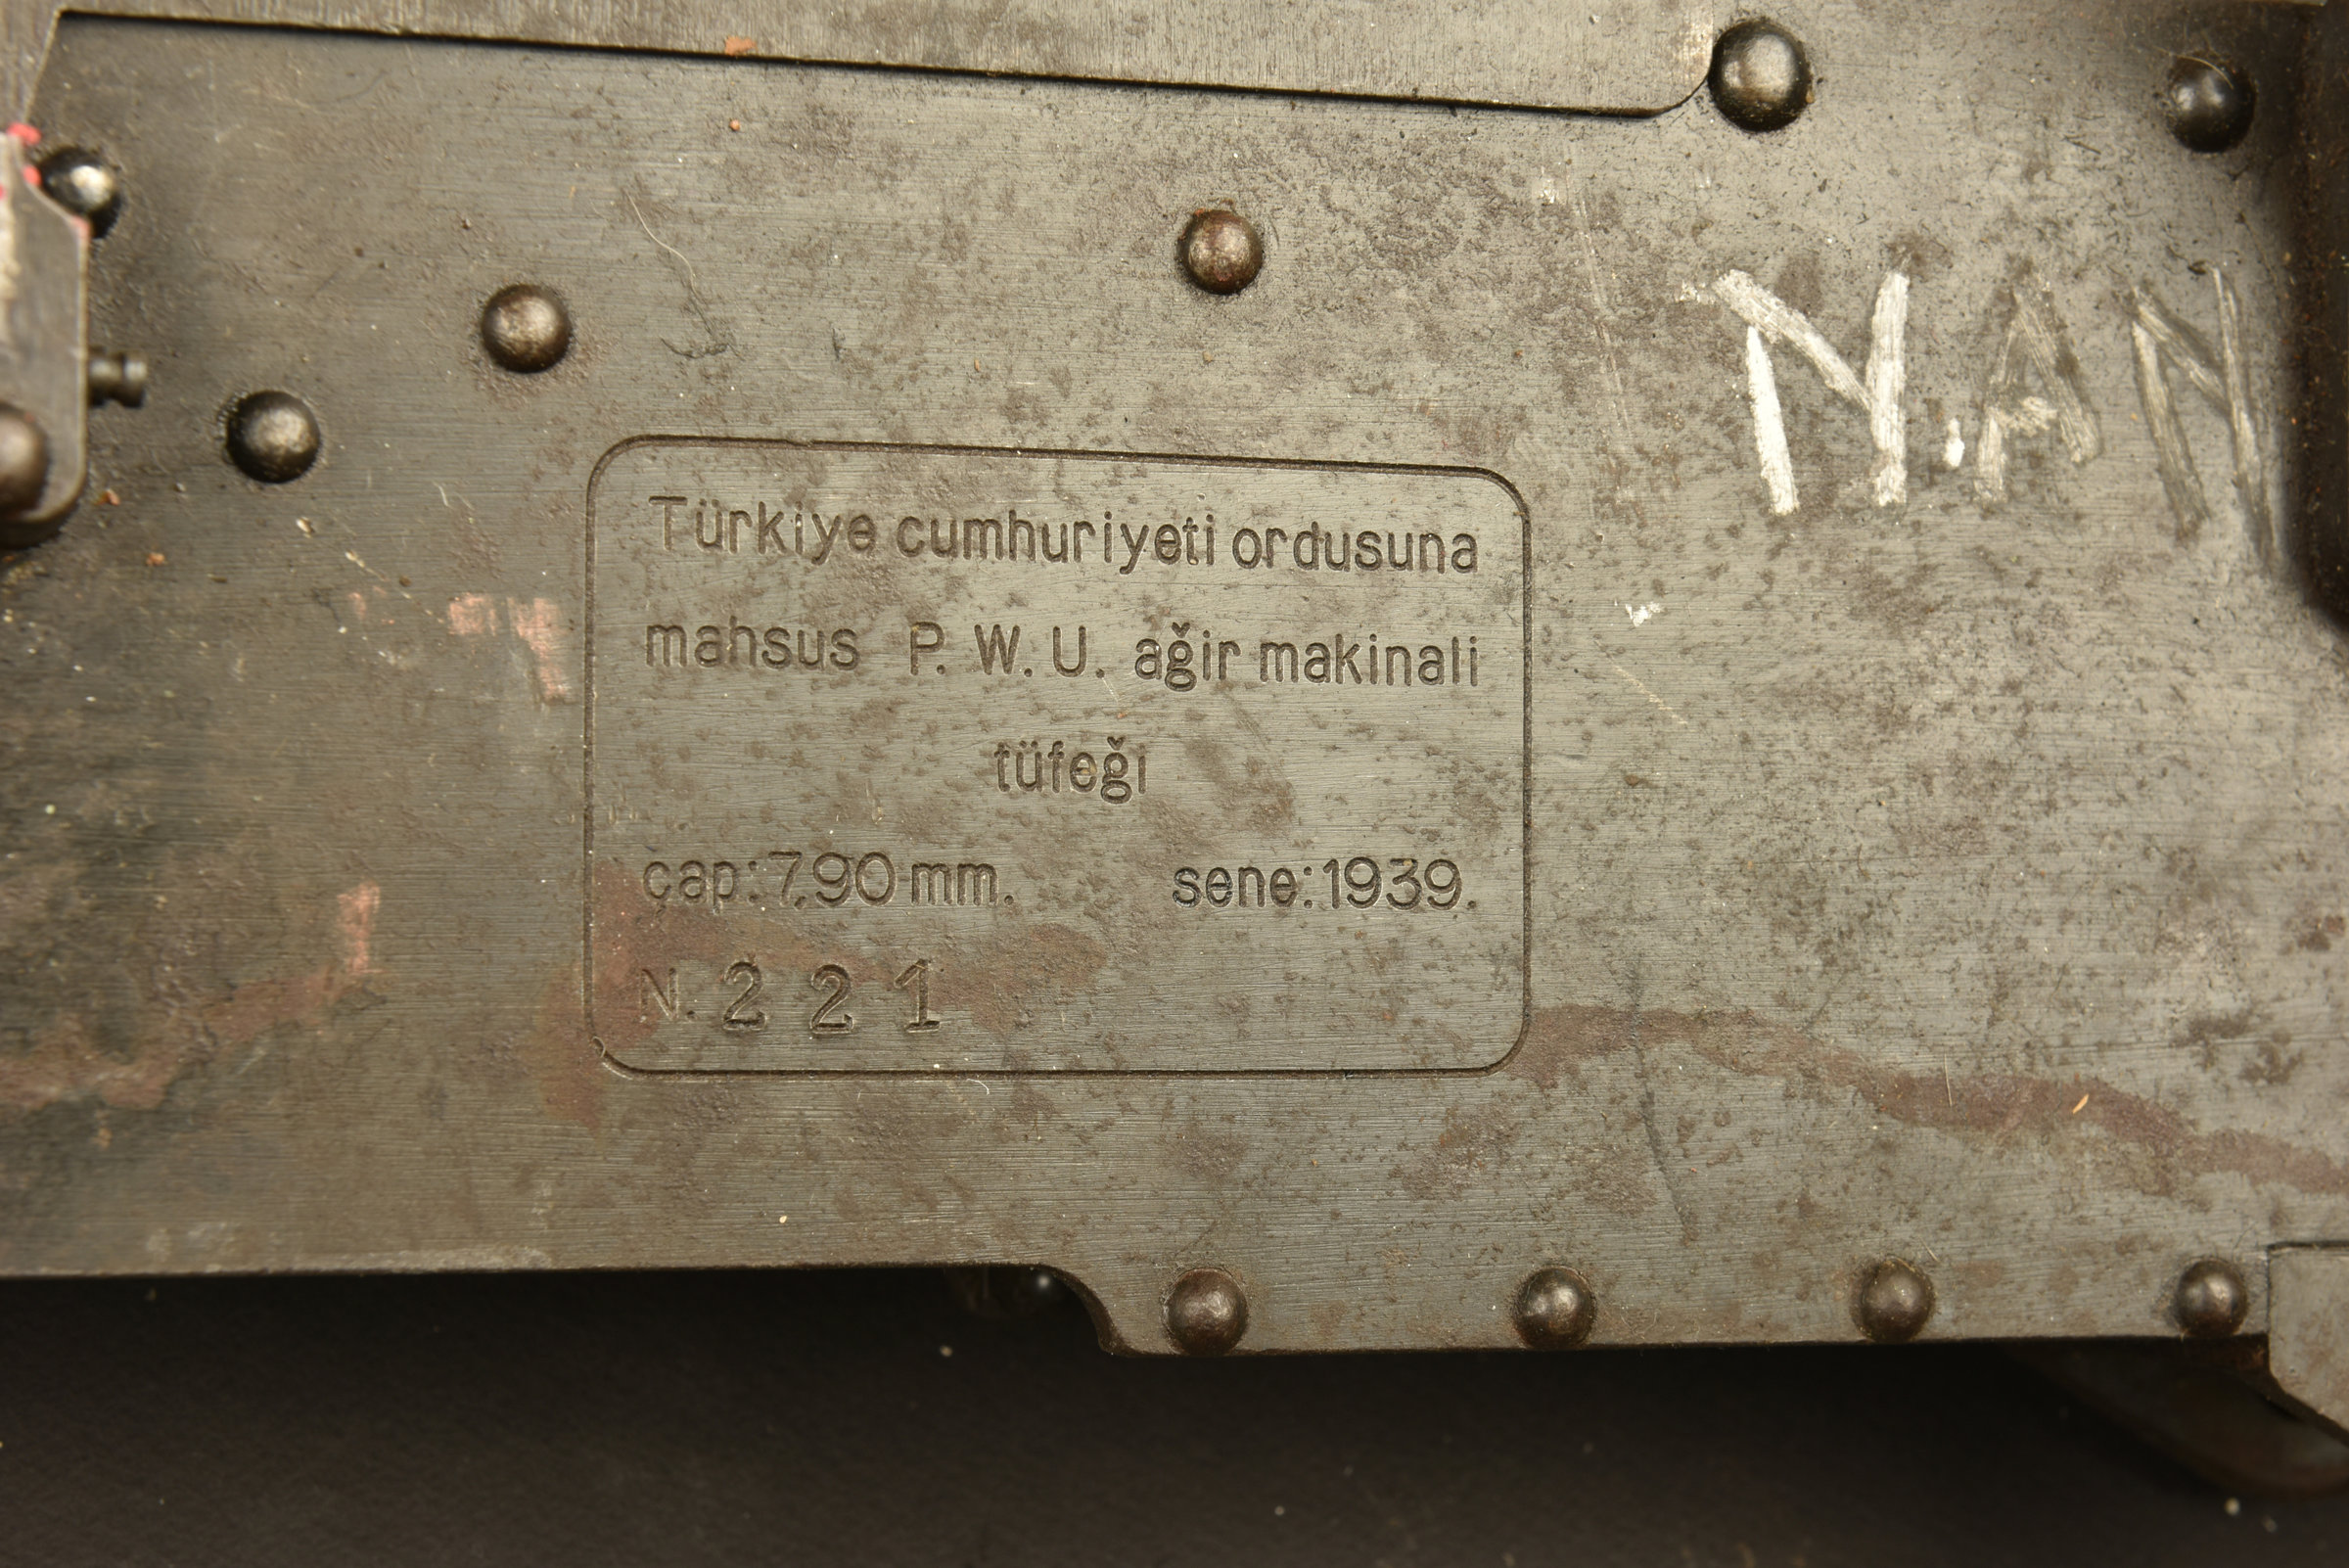 N.AN
Türkiye cumhuriyeti ordusuna
mahsus P. W. U. ağir makinali
tüfeği
çap: 7,90 mm. sene: 1939.
N. 221